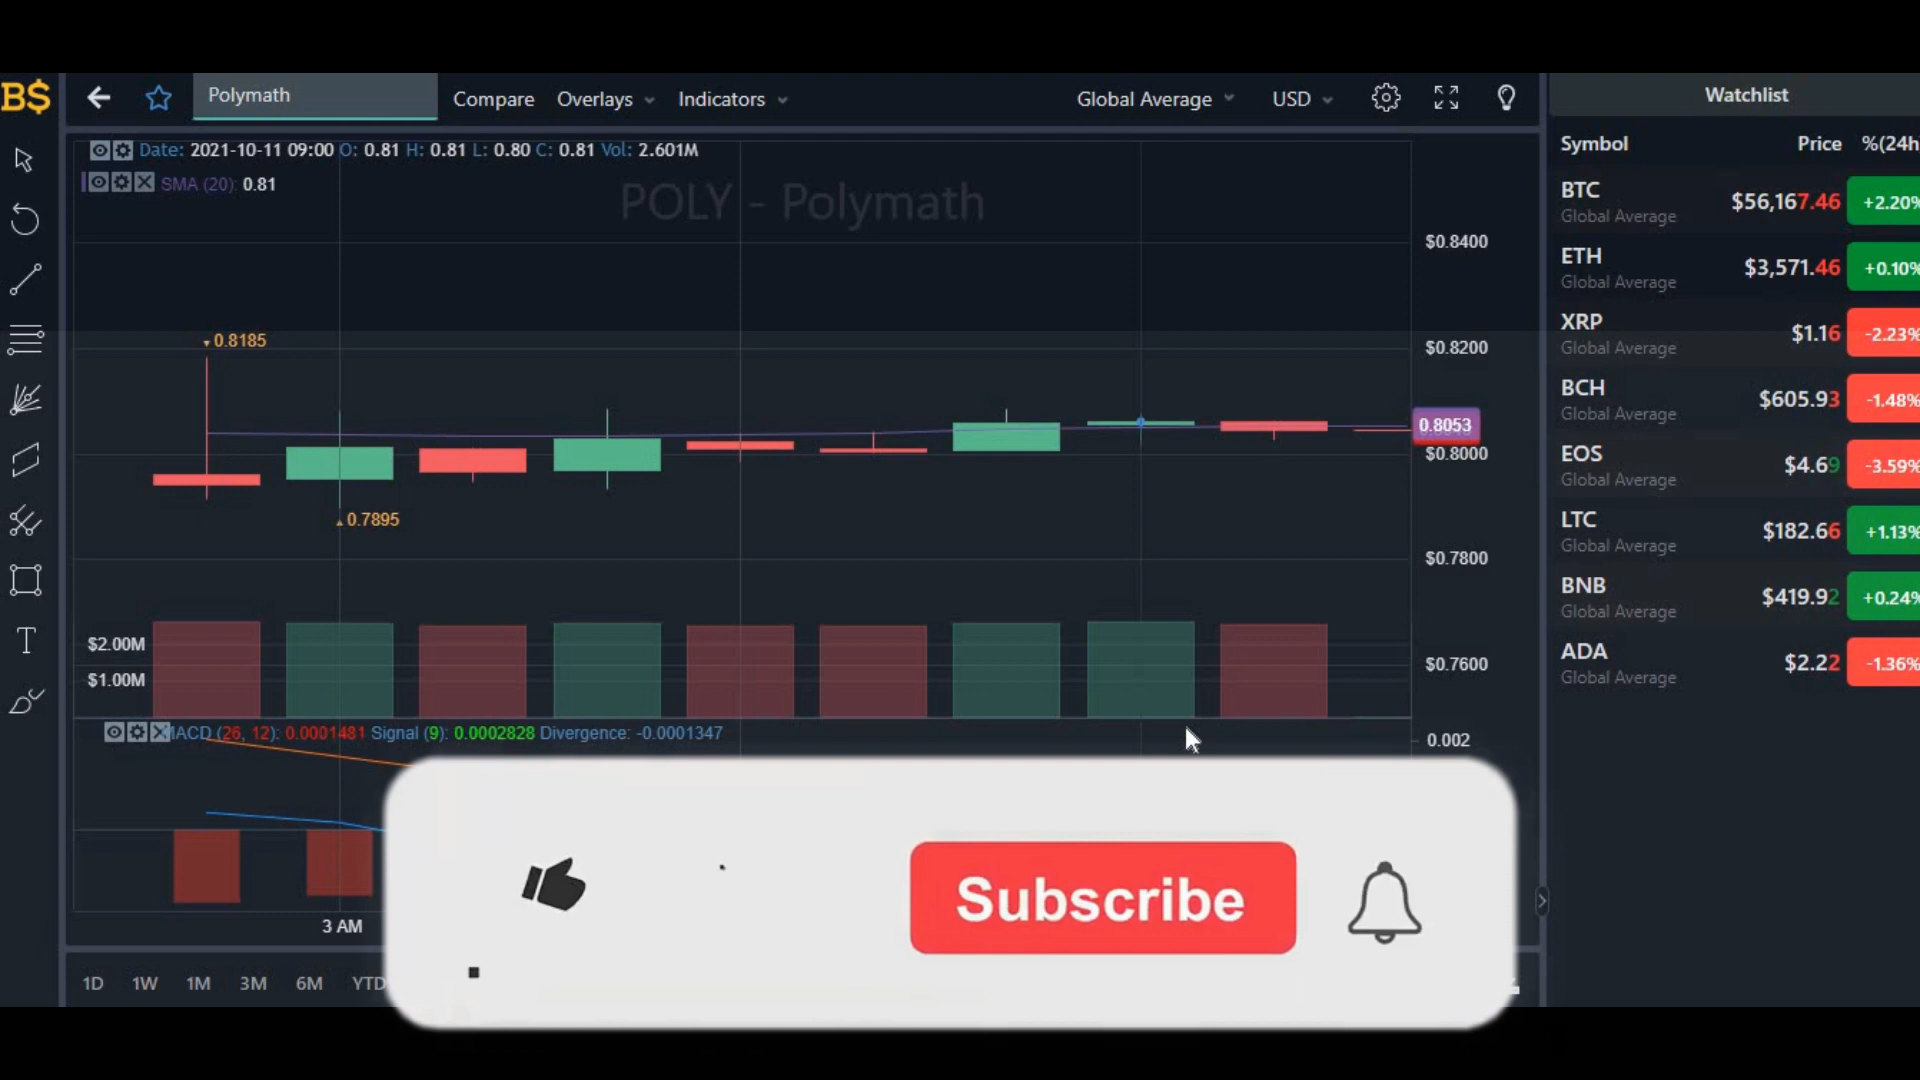 B$
Polymath
Compare
Overlays
Indicators
Global Average
USD
Watchlist
Date: 2021-10-11 09:00 O: 0.81 H: 0.81 L: 0.80 C: 0.81 Vol: 2.601M
SMA (20): 0.81
POLY - Polymath
Symbol Price %(24h
BTC $56,167.46 +2.20%
Global Average
ETH $3,571.46 +0.10%
Global Average
XRP $1.16 -2.23%
Global Average
BCH $605.93 -1.48%
Global Average
EOS $4.69 -3.59%
Global Average
LTC $182.66 +1.13%
Global Average
BNB $419.92 +0.24%
Global Average
ADA $2.22 -1.36%
Global Average
$0.8400
0.8185
$0.8200
0.8053
$0.8000
0.7895
$0.7800
$2.00M
$0.7600
$1.00M
MACD (26, 12): 0.0001481 Signal (9): 0.0002828 Divergence: -0.0001347
0.002
Subscribe
3 AM
1D 1W 1M 3M 6M YTD
T